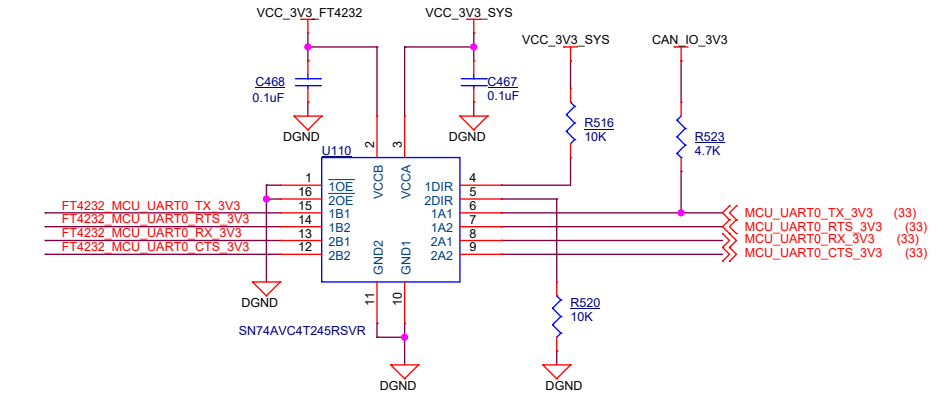 VCC_3V3_FT4232
VCC_3V3_SYS
VCC_3V3_SYS
CAN_IO_3V3
C468
0.1uF
C467
0.1uF
R516
10K
R523
4.7K
DGND
DGND
U110
2
3
VCCB
VCCA
1
16
15
14
13
12
1OE
2OE
1B1
1B2
2B1
2B2
1DIR
2DIR
1A1
1A2
2A1
2A2
4
5
6
7
8
9
GND2
GND1
11
10
FT4232_MCU_UART0_TX_3V3
FT4232_MCU_UART0_RTS_3V3
FT4232_MCU_UART0_RX_3V3
FT4232_MCU_UART0_CTS_3V3
MCU_UART0_TX_3V3 (33)
MCU_UART0_RTS_3V3 (33)
MCU_UART0_RX_3V3 (33)
MCU_UART0_CTS_3V3 (33)
DGND
R520
10K
SN74AVC4T245RSVR
DGND
DGND